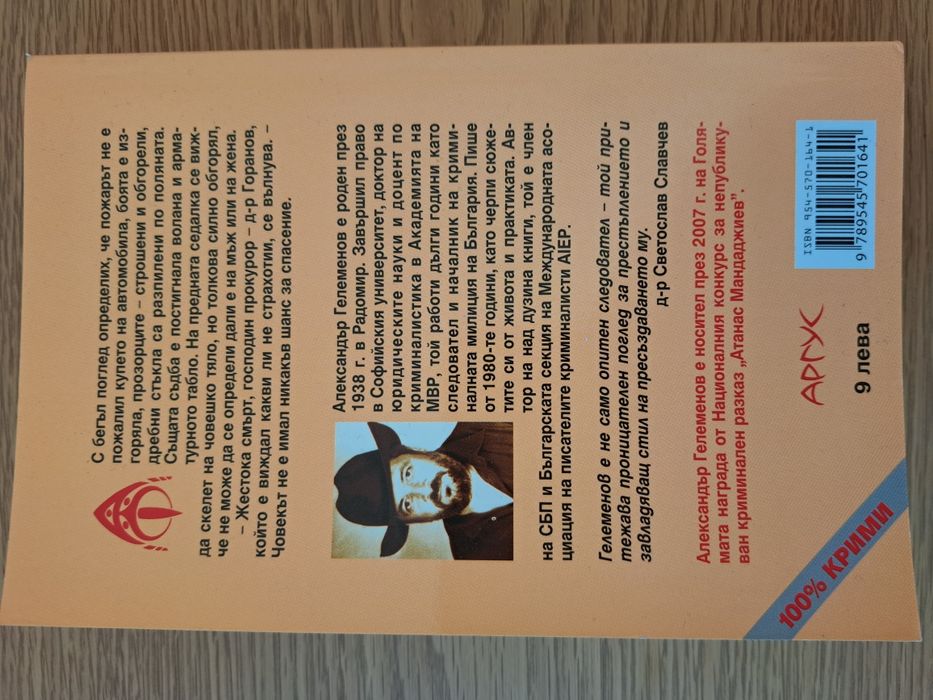 С бегъл поглед определих, че пожарът не е
пожалил купето на автомобила, боята е из-
горяла, прозорците – строшени и обгорели,
дребни стъкла са разпилени по поляната.
Същата съдба е постигнала волана и арма-
турното табло. На предната седалка се виж-
да скелет на човешко тяло, но толкова силно обгорял,
че не може да се определи дали е на мъж или на жена.
– Жестока смърт, господин прокурор – д-р Горанов,
който е виждал какви ли не страхотии, се вълнува. –
Човекът не е имал никакъв шанс за спасение.
Александър Гелеменов е роден през
1938 г. в Радомир. Завършил право
в Софийския университет, доктор на
юридическите науки и доцент по
криминалистика в Академията на
МВР, той работи дълги години като
следовател и началник на крими-
налната милиция на България. Пише
от 1980-те години, като черпи сюже-
тите си от живота и практиката. Ав-
тор на над дузина книги, той е член
на СБП и Българската секция на Международната асо-
циация на писателите криминалисти AIEP.
Гелеменов е не само опитен следовател – той при-
тежава проницателен поглед за престъплението и
завладяващ стил на пресъздаването му.
д-р Светослав Славчев
Александър Гелеменов е носител през 2007 г. на Голя-
мата награда от Националния конкурс за непублику-
ван криминален разказ „Атанас Мандаджиев”.
100% КРИМИ
АРГУС
9 лева
ISBN 954-570-164-1
9 789545 701641